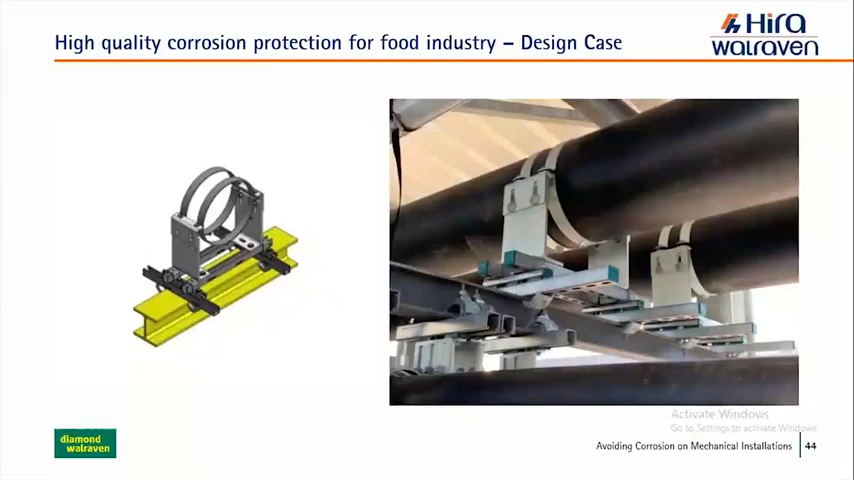 High quality corrosion protection for food industry – Design Case
Hira
walraven
Activate Windows
Go to Settings to activate Windows
diamond
walraven
Avoiding Corrosion on Mechanical Installations 44